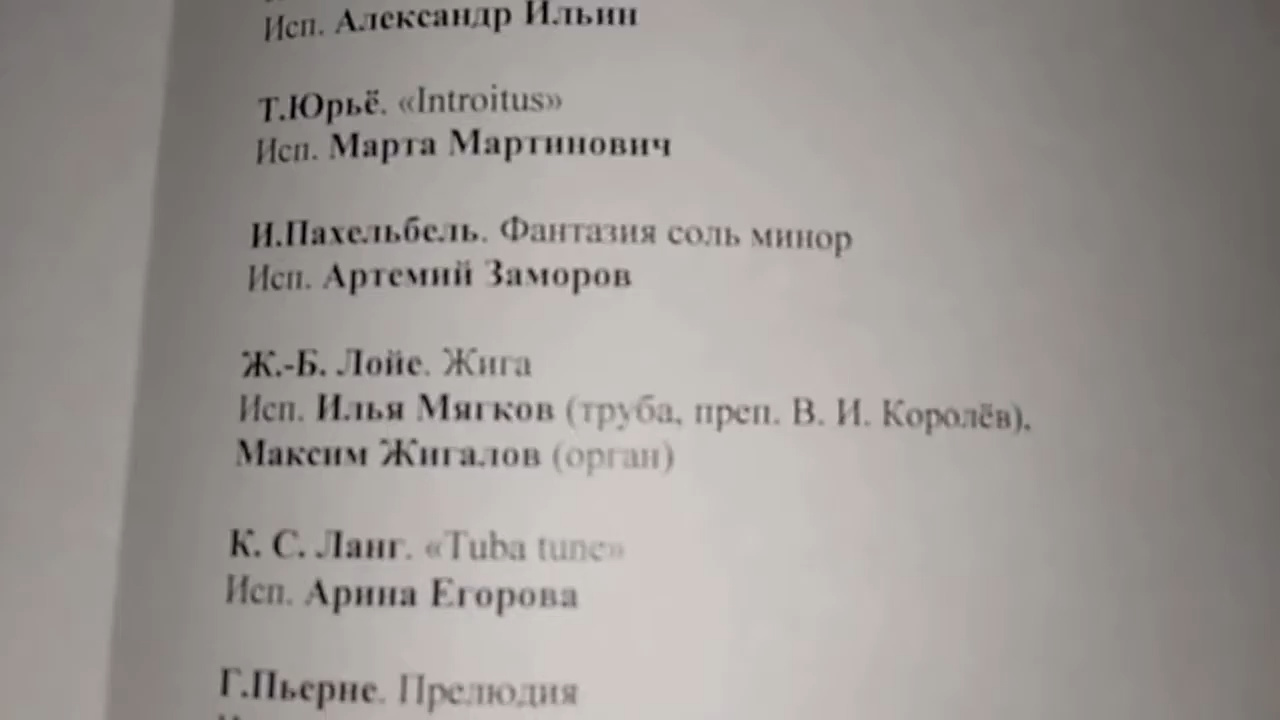 Исп. Александр Ильин
Т.Юрьё. «Introitus»
Исп. Марта Мартинович
И.Пахельбель. Фантазия соль минор
Исп. Артемий Заморов
Ж.-Б. Лойе. Жига
Исп. Илья Мягков (труба, преп. В. И. Королёв),
Максим Жигалов (орган)
К. С. Ланг. «Tuba tune»
Исп. Арина Егорова
Г.Пьерне. Прелюдия